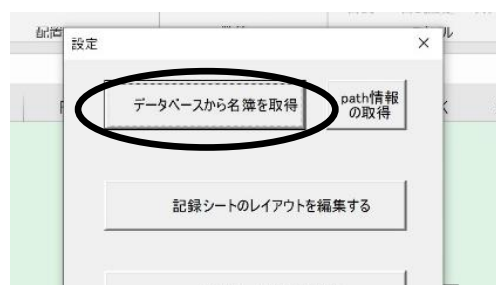 設定
データベースから名簿を取得
path情報
の取得
記録シートのレイアウトを編集する